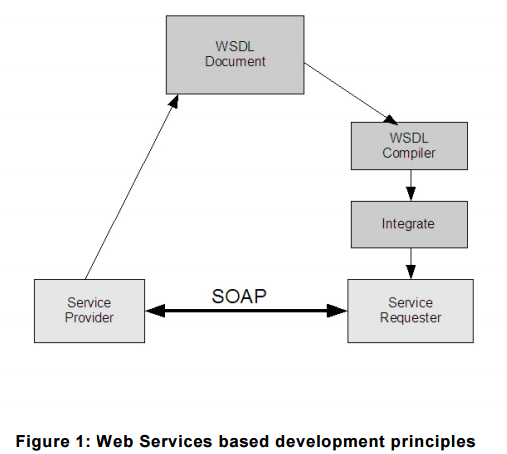 WSDL
Document
WSDL
Compiler
Integrate
Service
Provider
SOAP
Service
Requester
Figure 1: Web Services based development principles